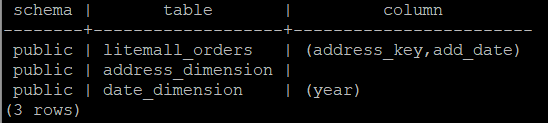 schema | table | column
--------+--------------------+-------------------------
public | litemall_orders | (address_key,add_date)
public | address_dimension |
public | date_dimension | (year)
(3 rows)